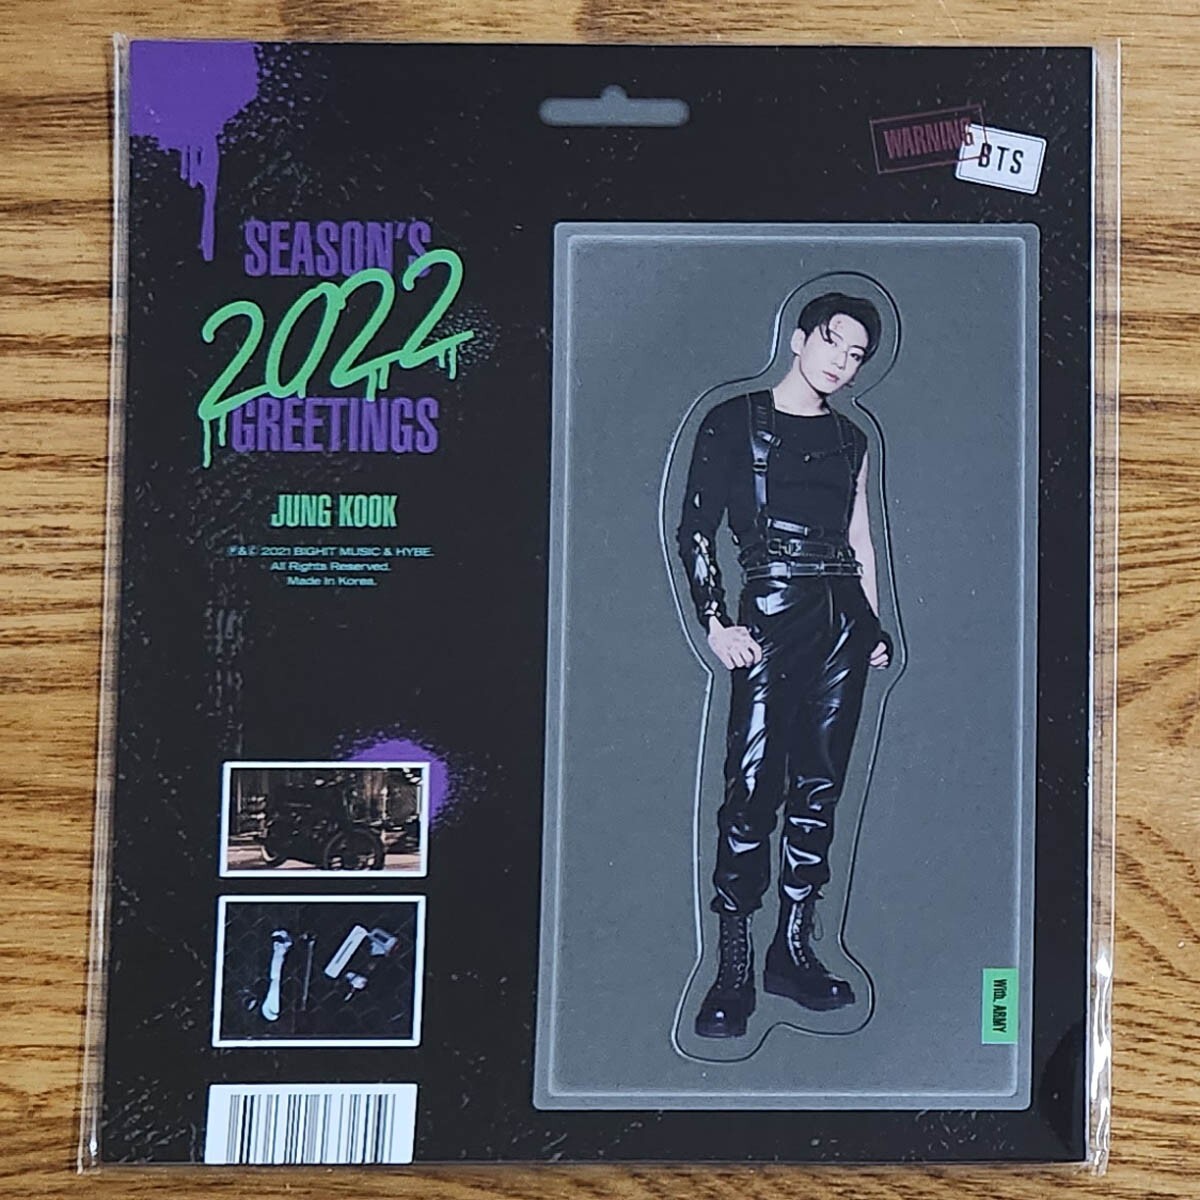 WARNING
BTS
SEASON'S
2022
GREETINGS
JUNG KOOK
℗&© 2021 BIGHIT MUSIC & HYBE.
All Rights Reserved.
Made in Korea.
With, ARMY